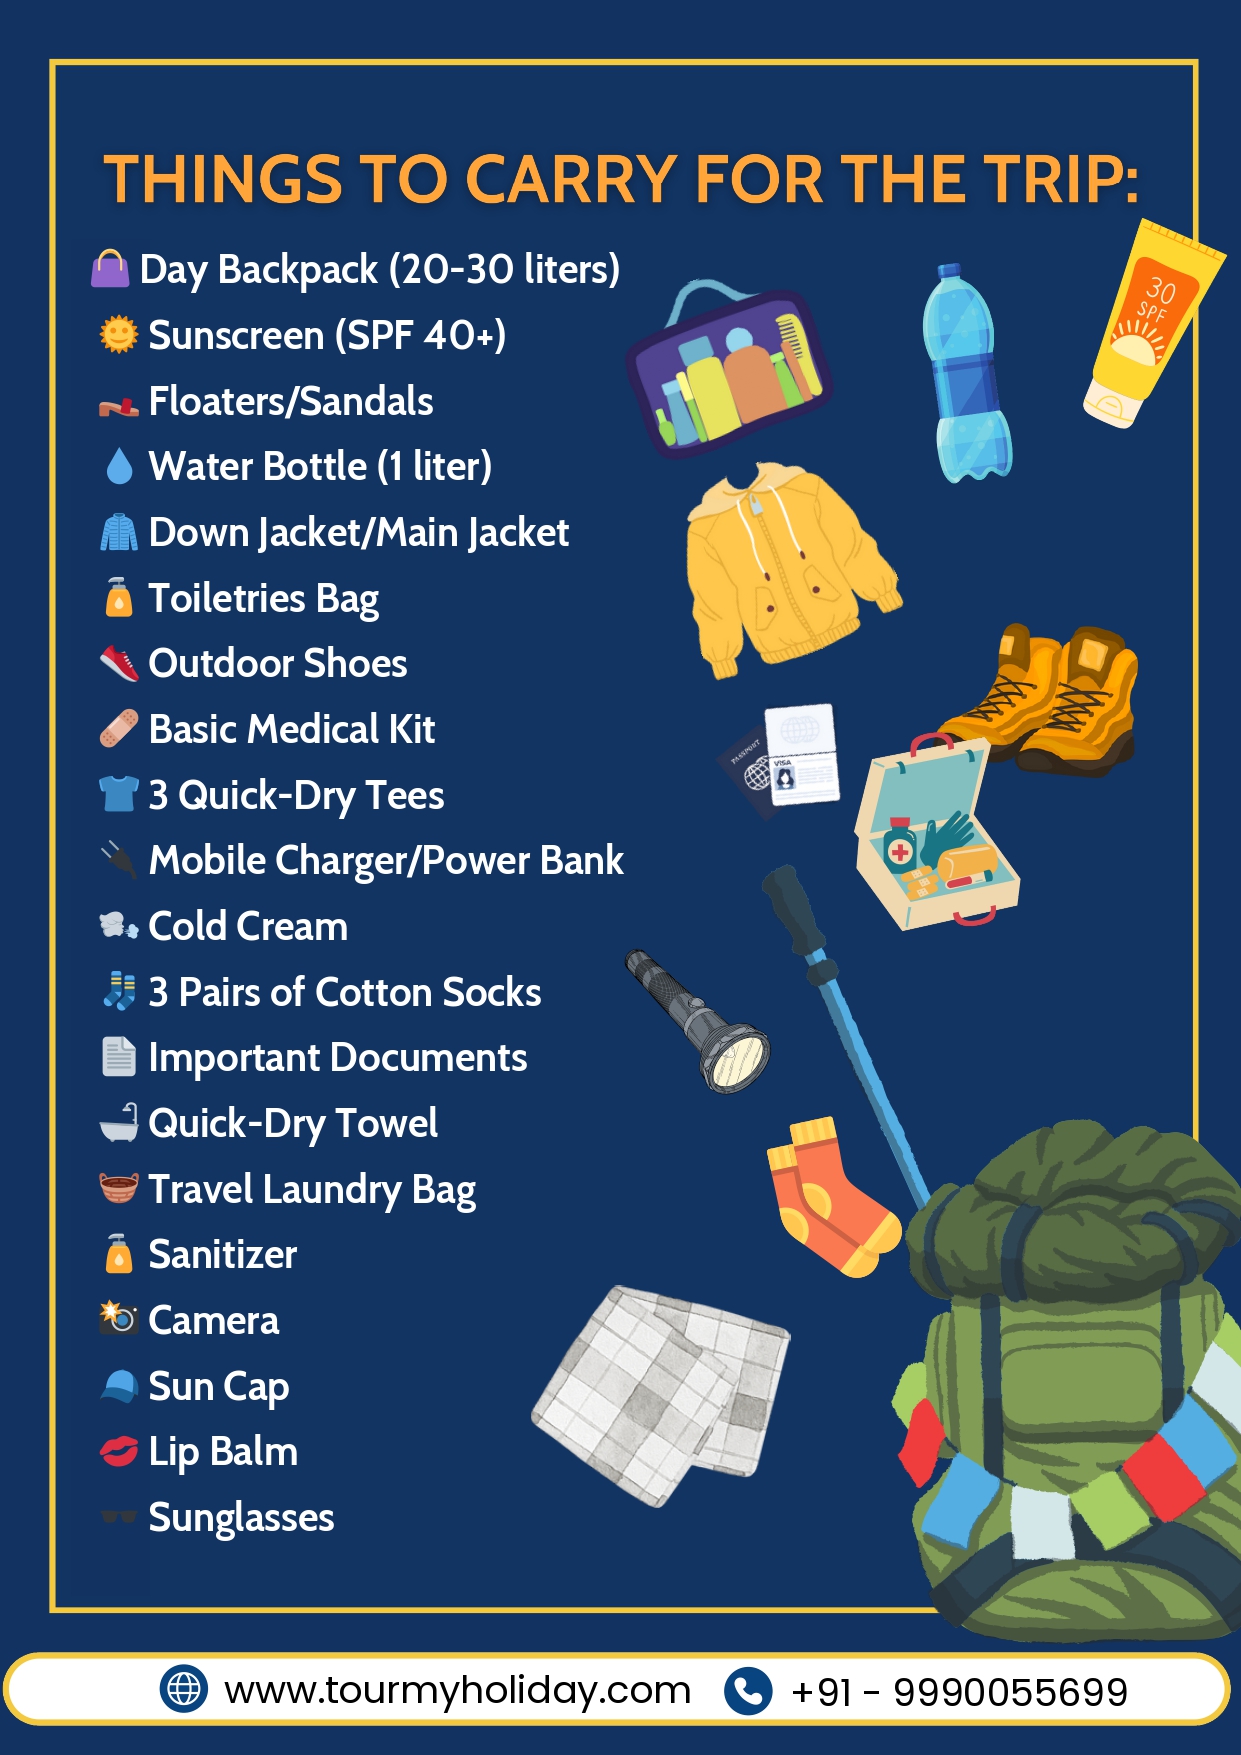 THINGS TO CARRY FOR THE TRIP:
Day Backpack (20-30 liters)
Sunscreen (SPF 40+)
Floaters/Sandals
Water Bottle (1 liter)
Down Jacket/Main Jacket
Toiletries Bag
Outdoor Shoes
Basic Medical Kit
3 Quick-Dry Tees
Mobile Charger/Power Bank
Cold Cream
3 Pairs of Cotton Socks
Important Documents
Quick-Dry Towel
Travel Laundry Bag
Sanitizer
Camera
Sun Cap
Lip Balm
Sunglasses
30
SPF
PASSPORT
VISA
www.tourmyholiday.com
+91 - 9990055699